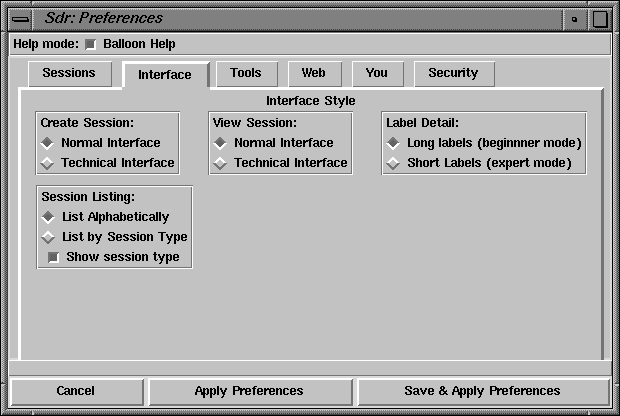 Sdr: Preferences
Help mode: Balloon Help
Sessions Interface Tools Web You Security
Interface Style
Create Session: View Session: Label Detail:
Normal Interface Normal Interface Long labels (beginnner mode)
Technical Interface Technical Interface Short Labels (expert mode)
Session Listing:
List Alphabetically
List by Session Type
Show session type
Cancel Apply Preferences Save & Apply Preferences